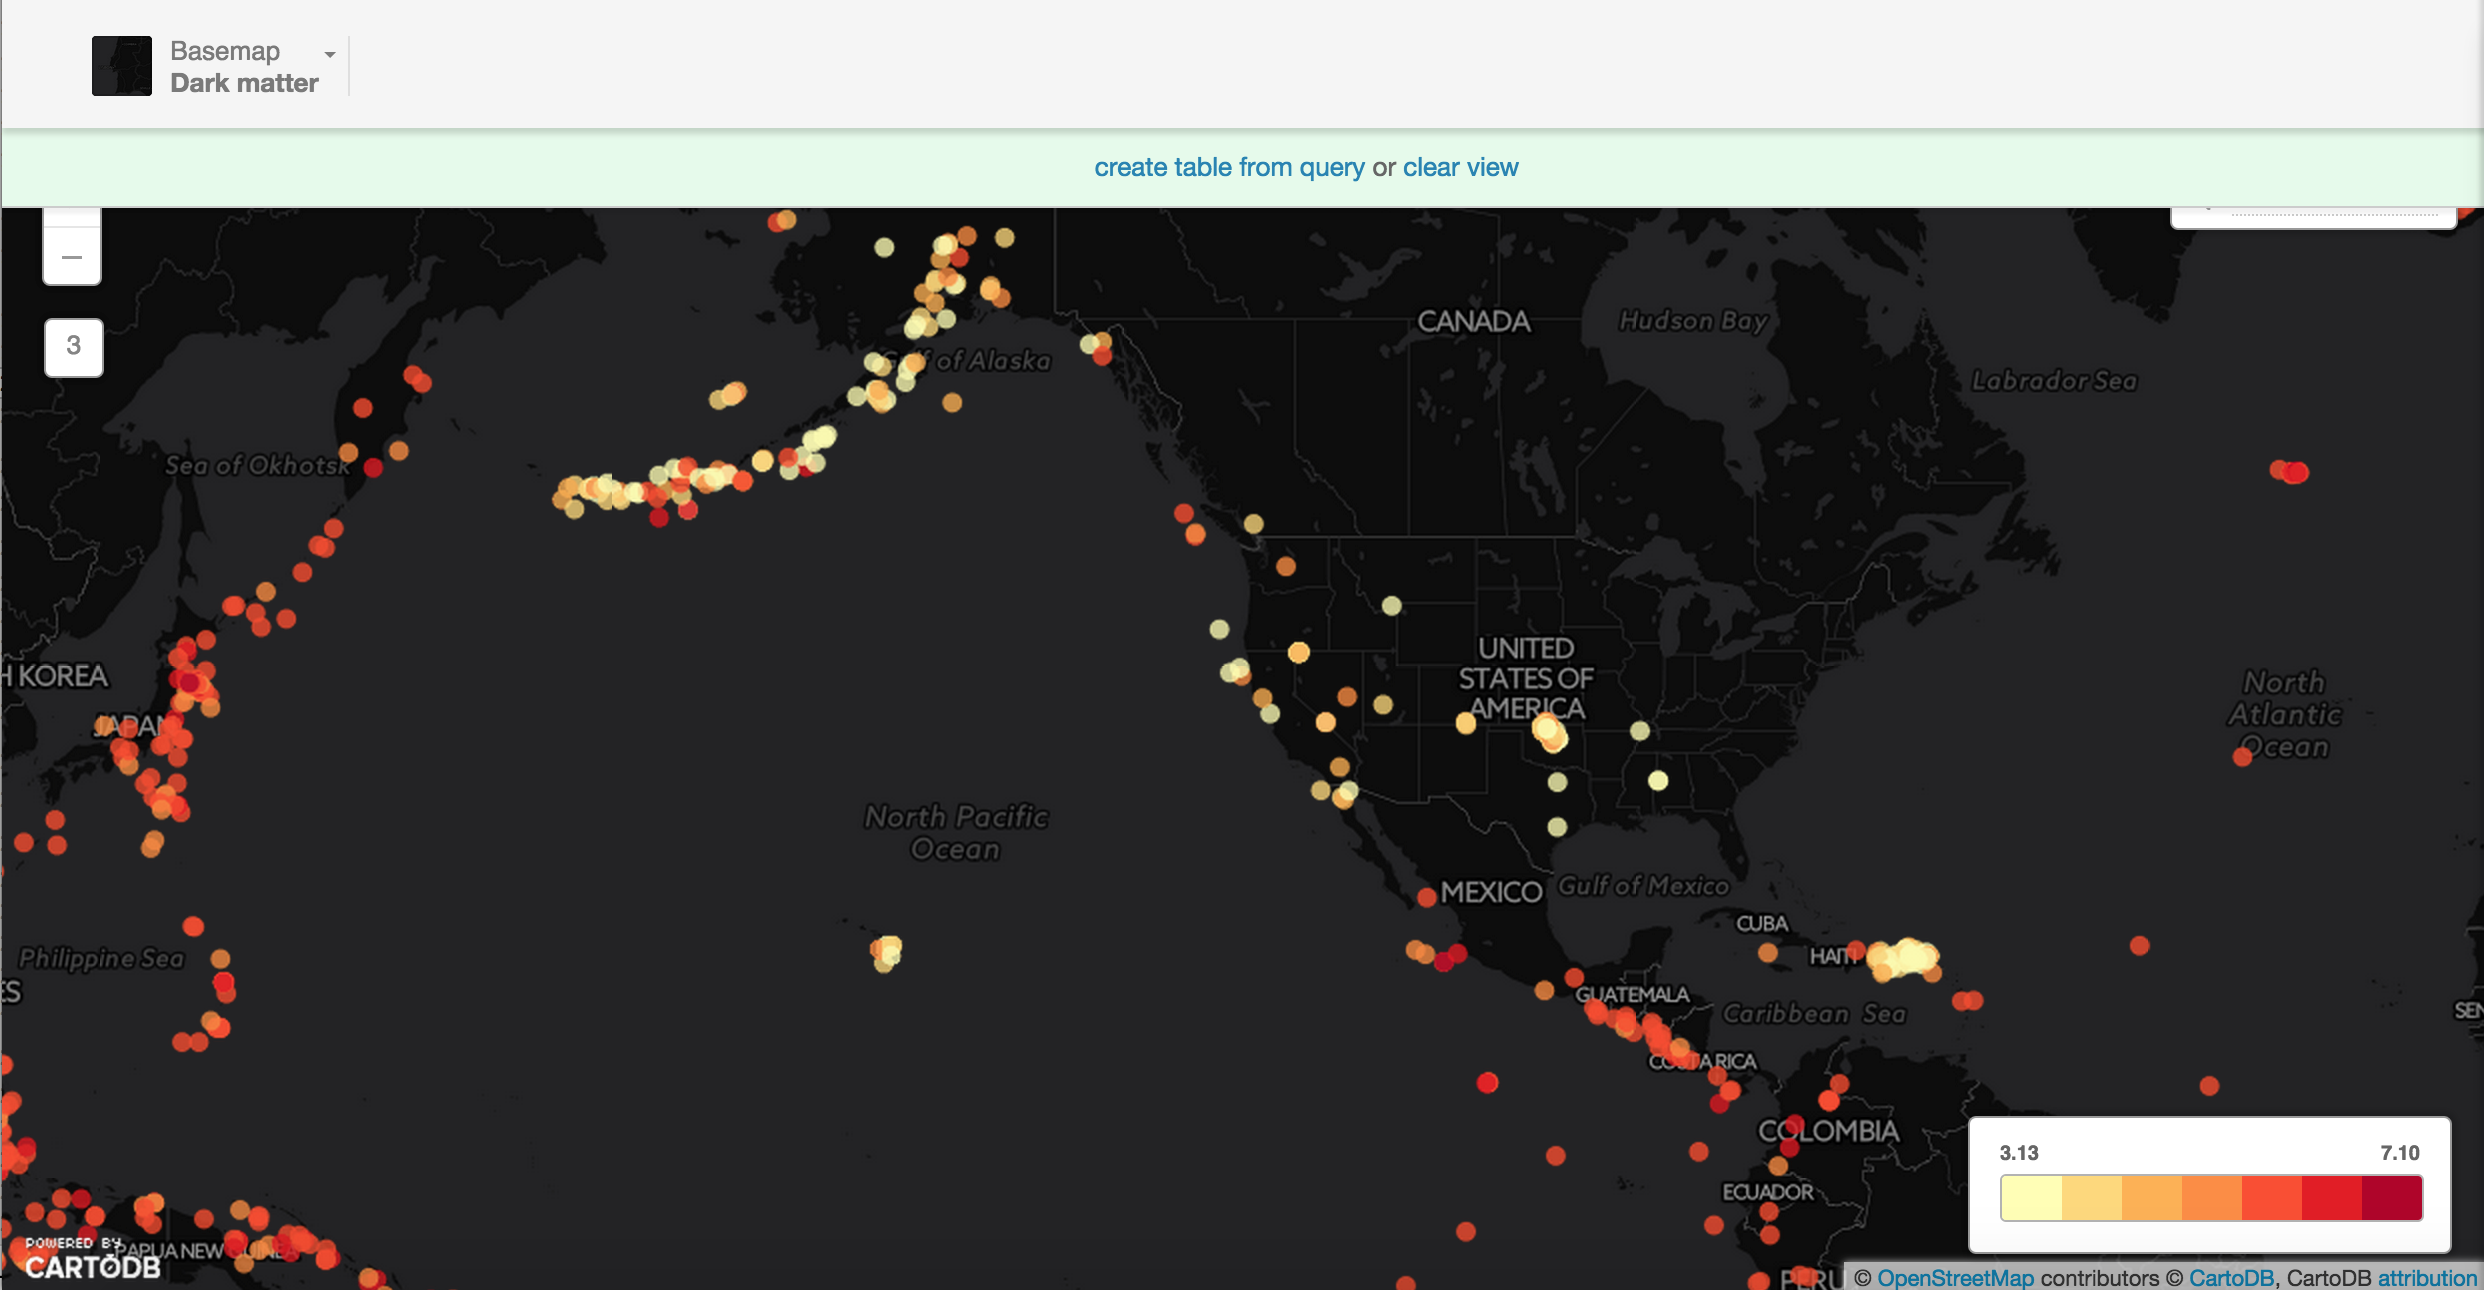 Basemap
Dark matter
create table from query or clear view
3
CANADA
Hudson Bay
of Alaska
Labrador Sea
Sea of Okhotsk
UNITED
STATES OF
AMERICA
H KOREA
JAPAN
North
Atlantic
Ocean
North Pacific
Ocean
MEXICO
Gulf of Mexico
CUBA
HAITI
Philippine Sea
ES
GUATEMALA
Caribbean Sea
SEN
COSTA RICA
COLOMBIA
ECUADOR
3.13
7.10
POWERED BY
CARTODB
PAPUA NEW GUINEA
PERU
© OpenStreetMap contributors © CartoDB, CartoDB attribution